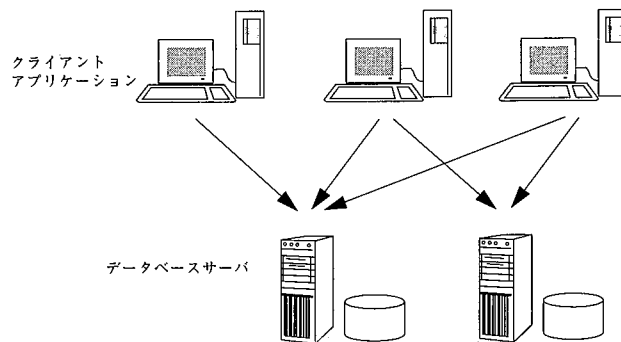 クライアント
アプリケーション
データベースサーバ